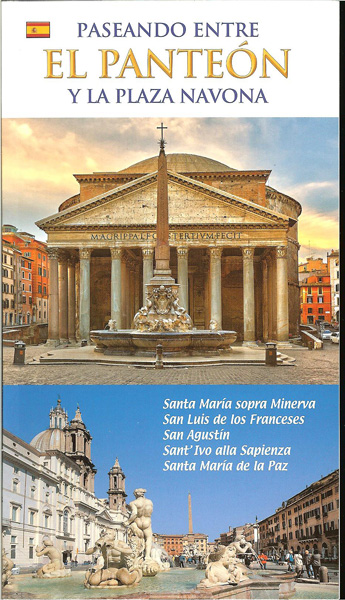 PASEANDO ENTRE
EL PANTEÓN
Y LA PLAZA NAVONA
Santa María sopra Minerva
San Luis de los Franceses
San Agustín
Sant'Ivo alla Sapienza
Santa María de la Paz